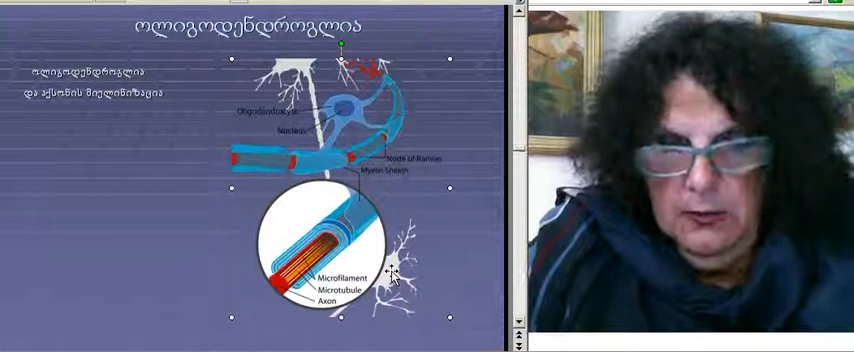 ოლიგოდენდროგლია
ოლიგოდენდროგლია
და აქსონის მიელინიზაცია
Oligodendrocyte
Nucleus
Node of Ranvier
Myelin Sheath
Microfilament
Microtubule
Axon